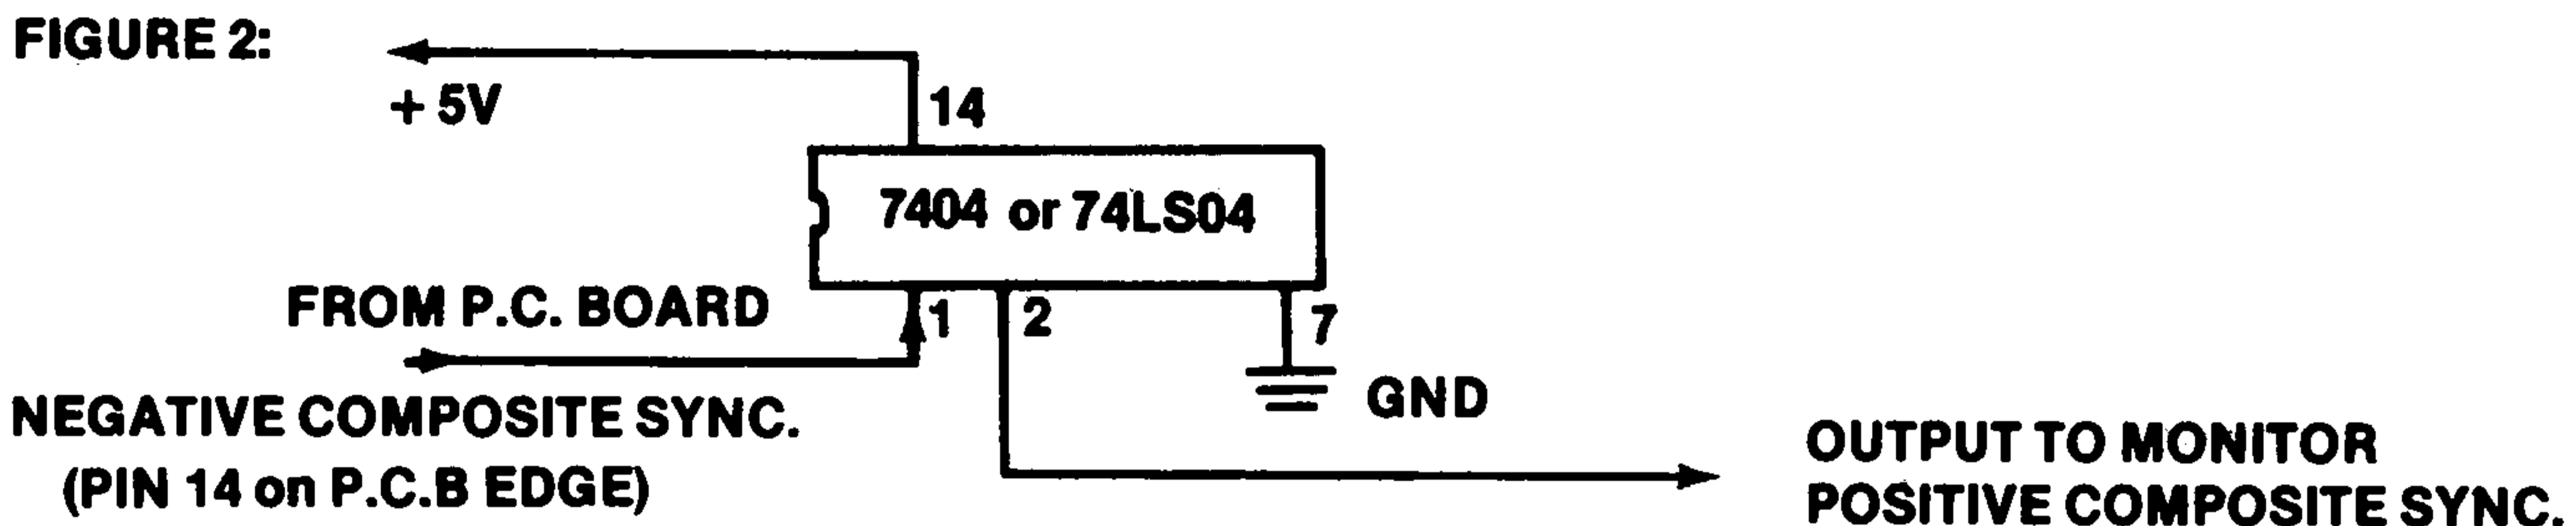 FIGURE 2:
+ 5V
14
7404 or 74LS04
FROM P.C. BOARD
1
2
7
NEGATIVE COMPOSITE SYNC.
(PIN 14 on P.C.B EDGE)
GND
OUTPUT TO MONITOR
POSITIVE COMPOSITE SYNC.